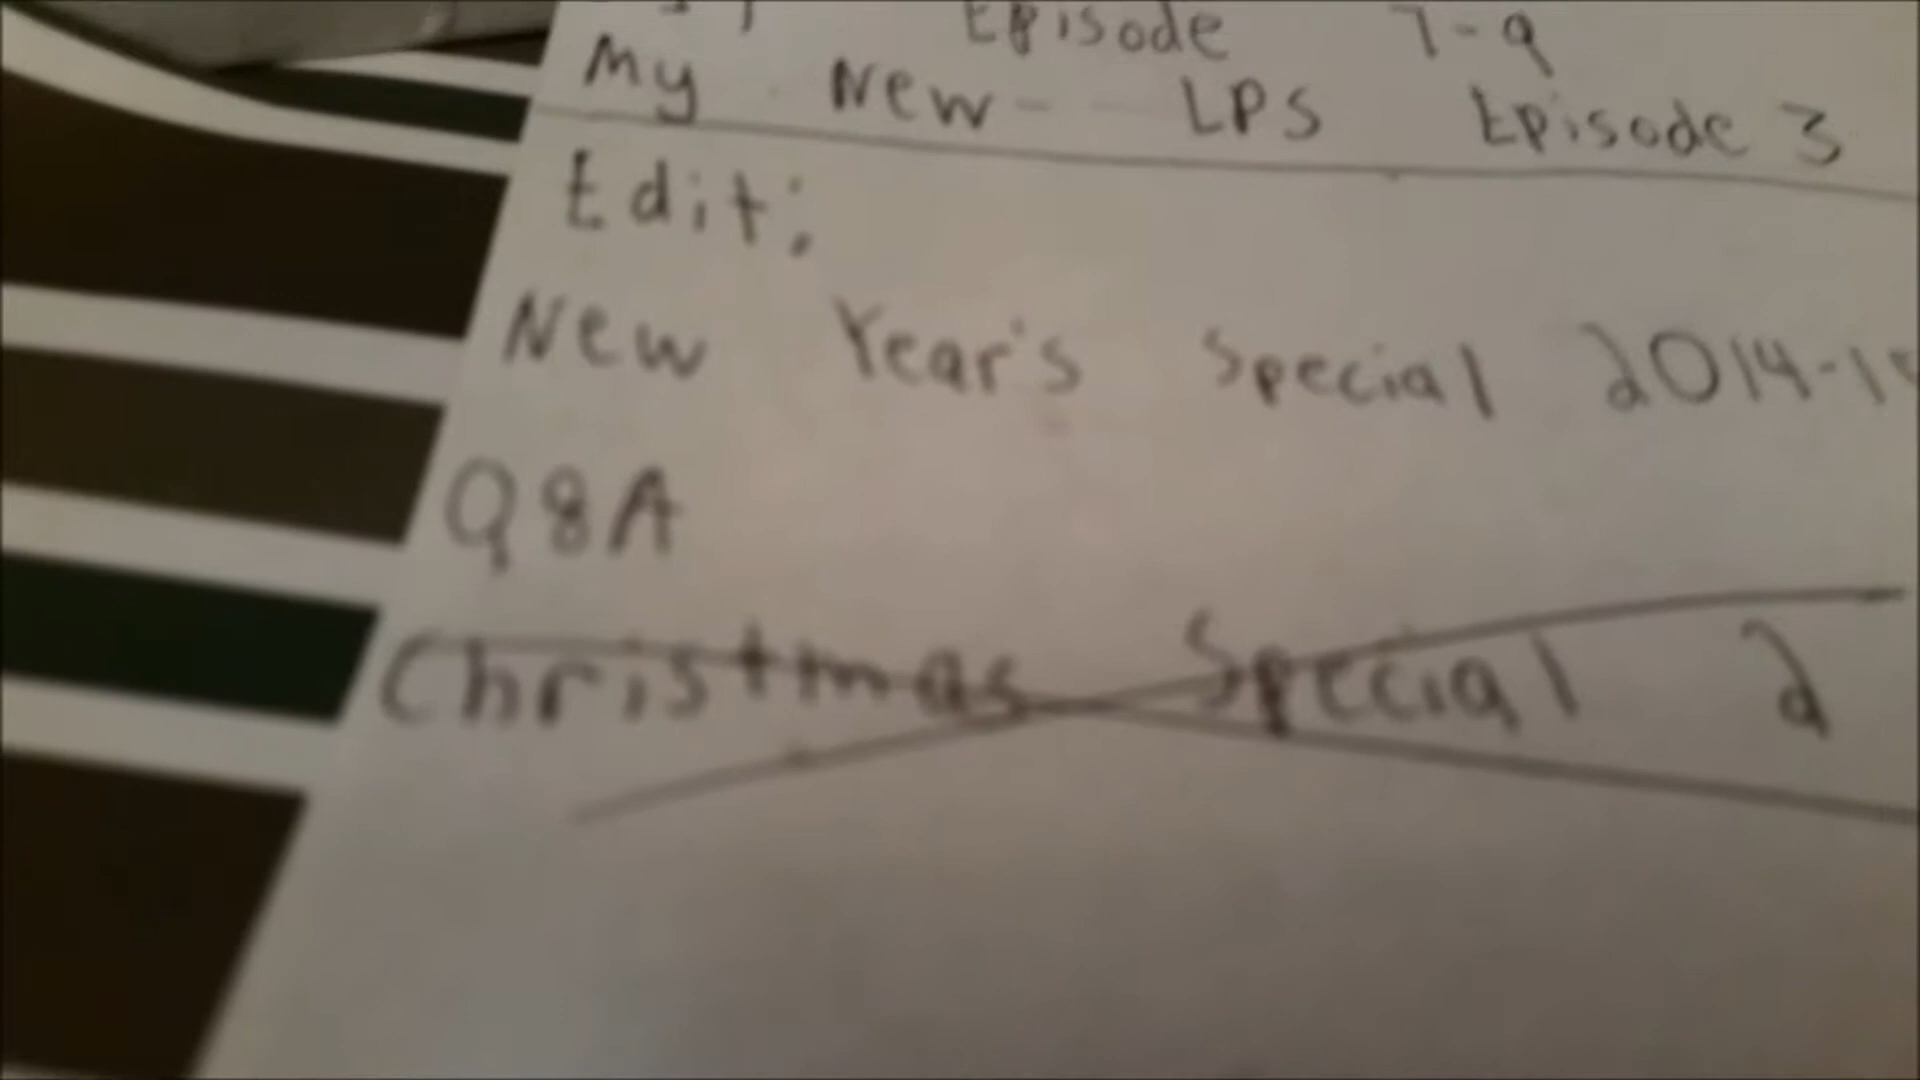 Episode 7-9
My New LPS Episode 3
Edit:
New Year's Special 2014-1
Q&A
Christmas Special 2